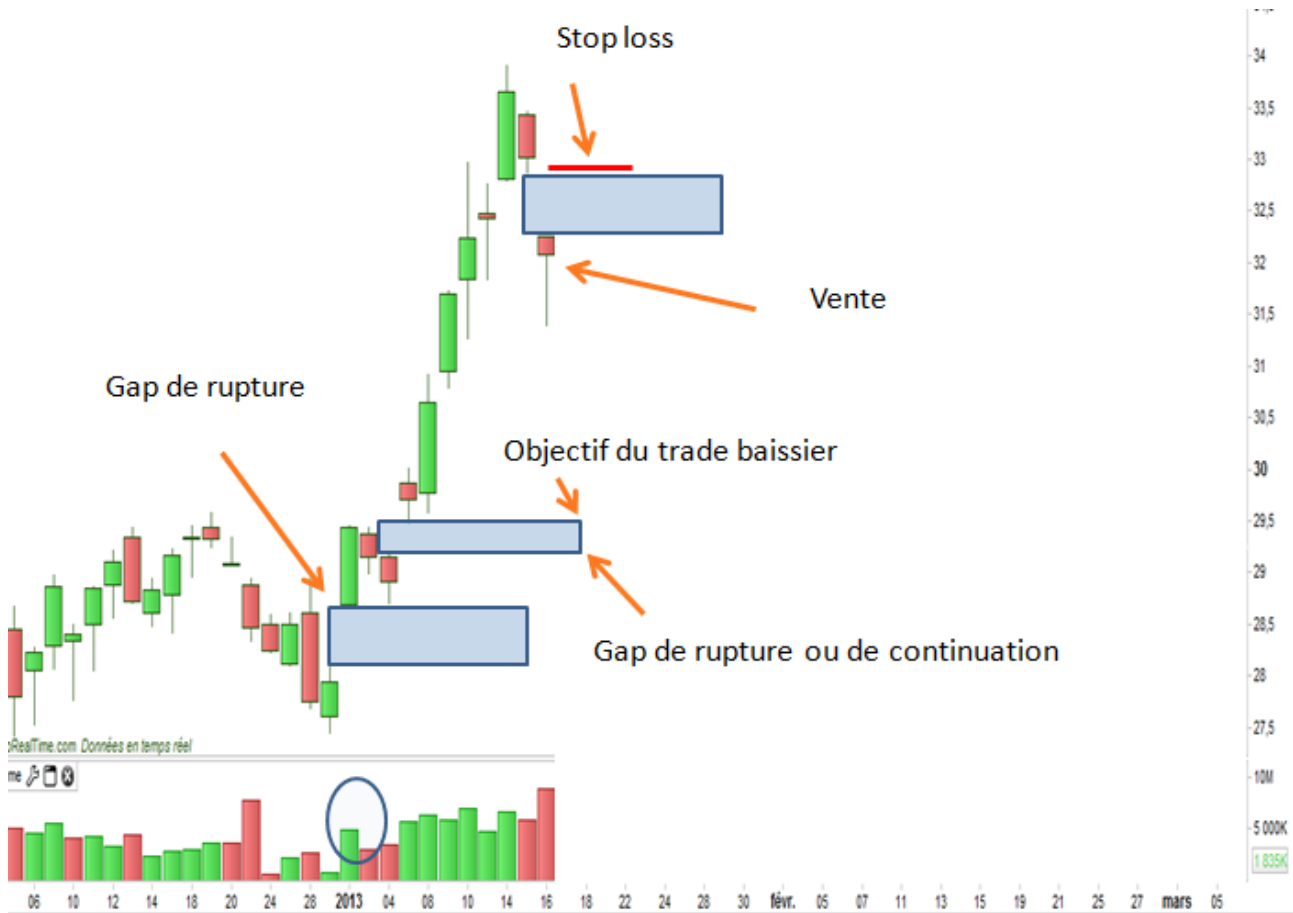 Stop loss
34
33,5
33
32,5
32
Vente
31,5
31
Gap de rupture
30,5
Objectif du trade baissier
30
29,5
29
28,5
Gap de rupture ou de continuation
28
27,5
RealTime.com Données en temps réel
me
10M
5 000K
1 835K
06 10 12 14 18 20 24 28 2013 04 08 10 14 16 18 22 24 28 30 févr. 05 07 11 13 15 19 21 25 27 mars 05